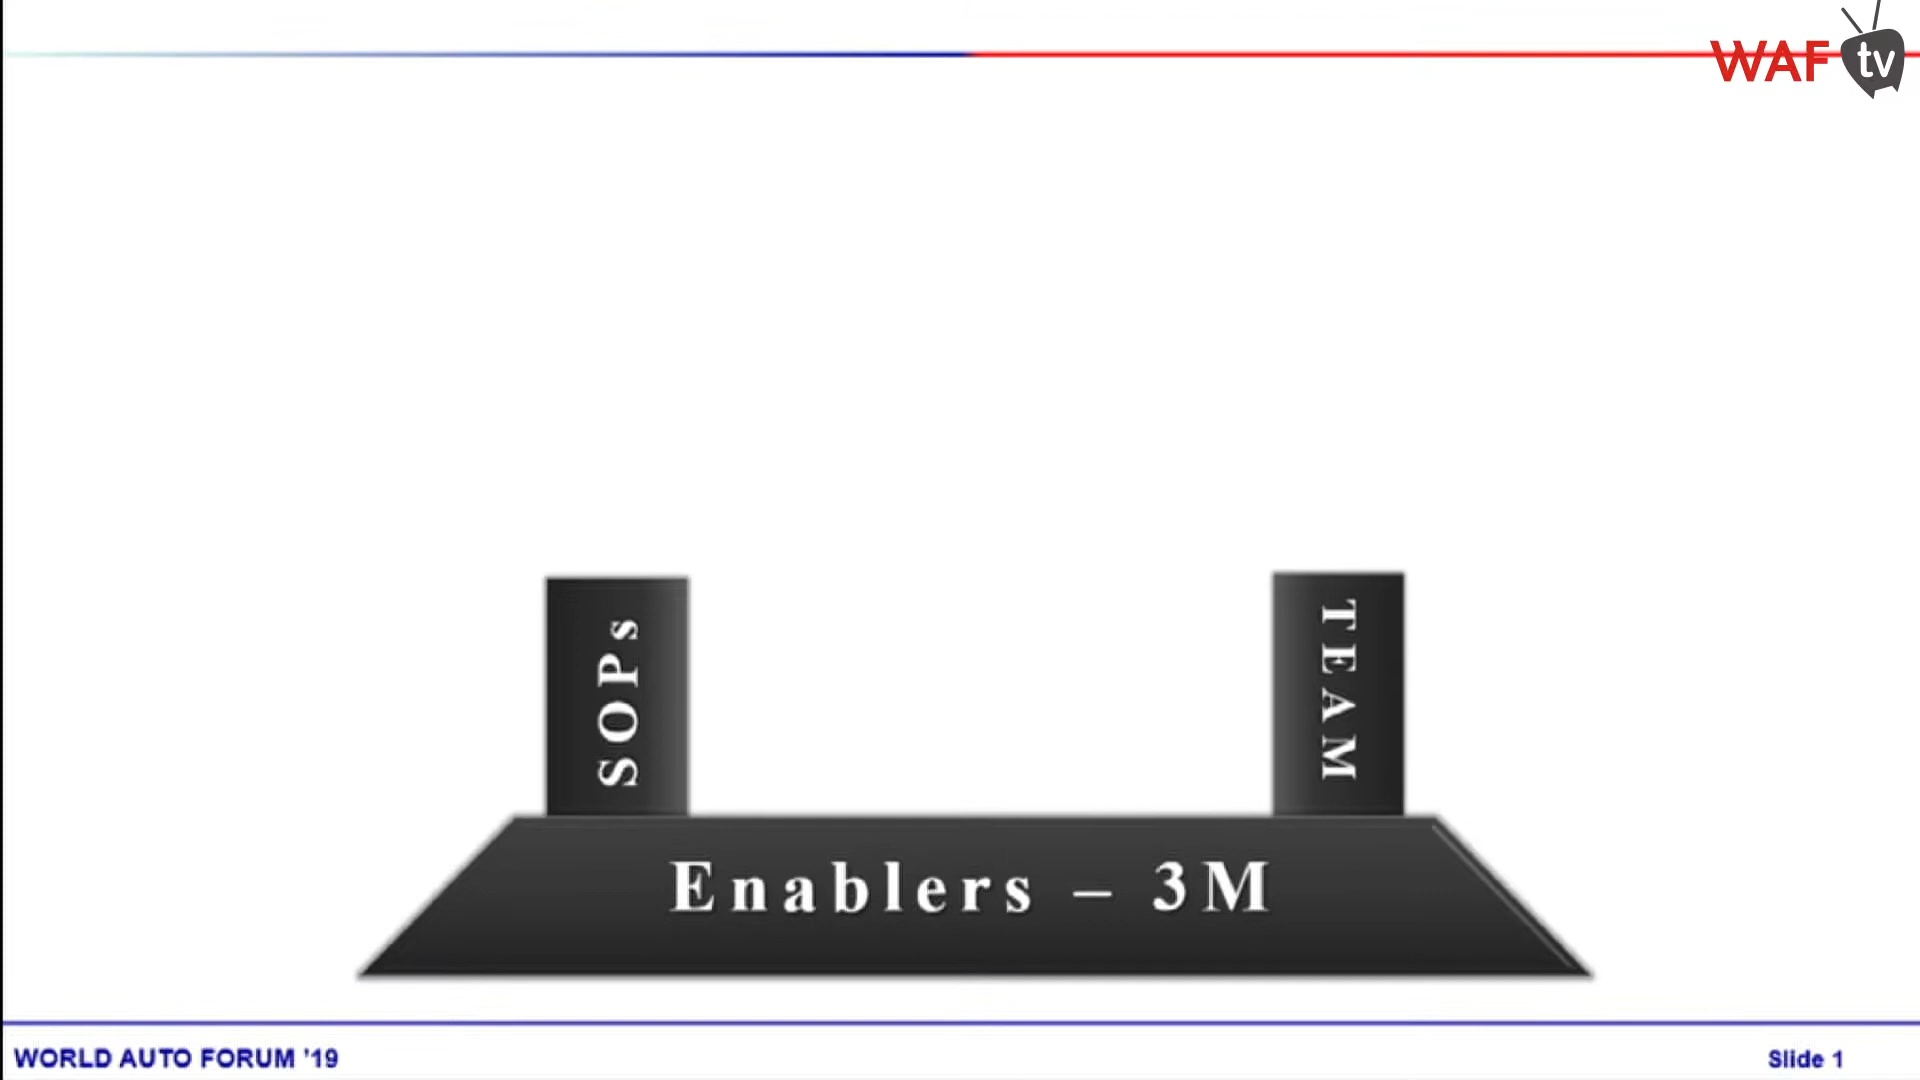 WAF tv
SOPs
TEAM
Enablers – 3M
WORLD AUTO FORUM '19
Slide 1